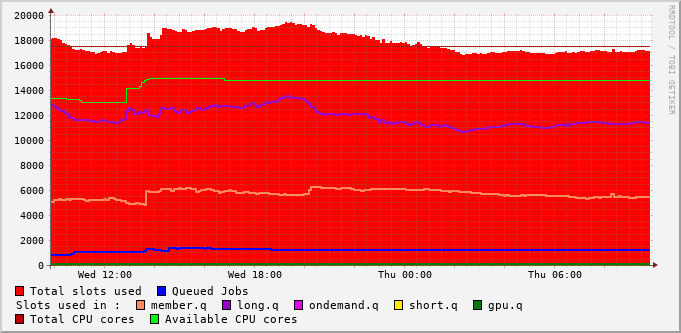 RRDTOOL / TOBI OETIKER
20000
18000
16000
14000
12000
10000
8000
6000
4000
2000
0
Wed 12:00 Wed 18:00 Thu 00:00 Thu 06:00
Total slots used Queued Jobs
Slots used in : member.q long.q ondemand.q short.q gpu.q
Total CPU cores Available CPU cores